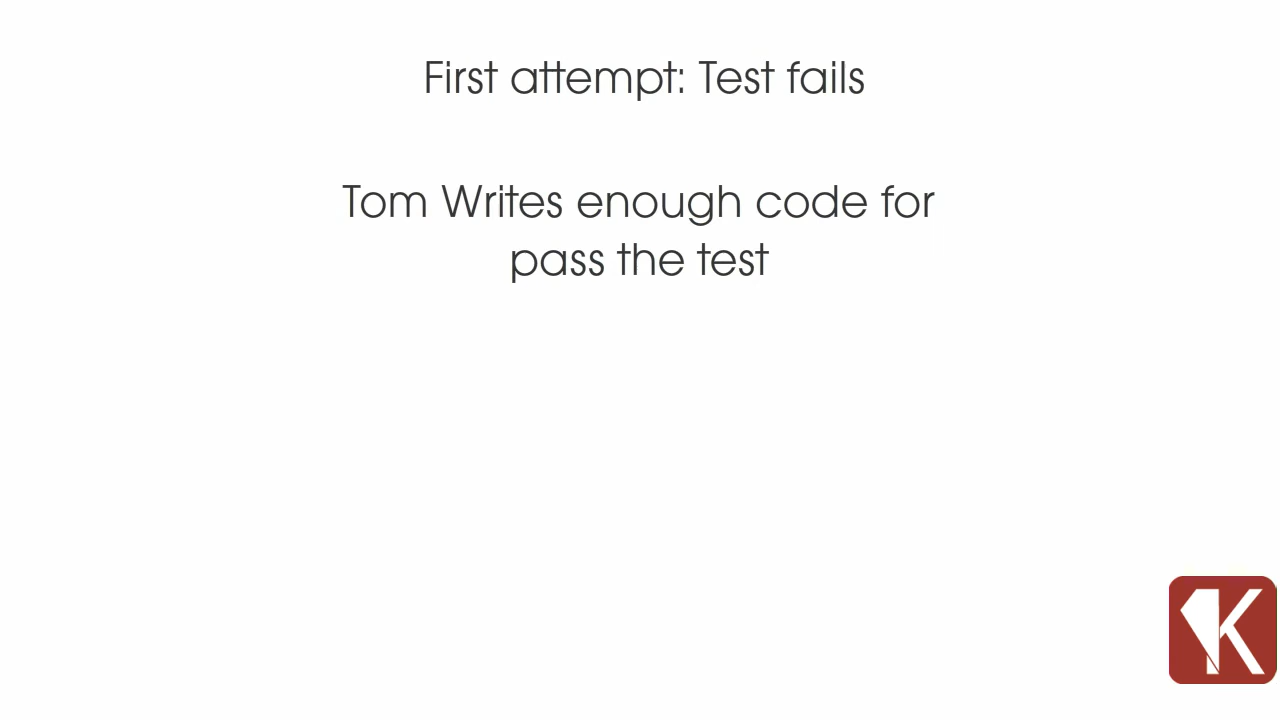 First attempt: Test fails
Tom Writes enough code for
pass the test
K